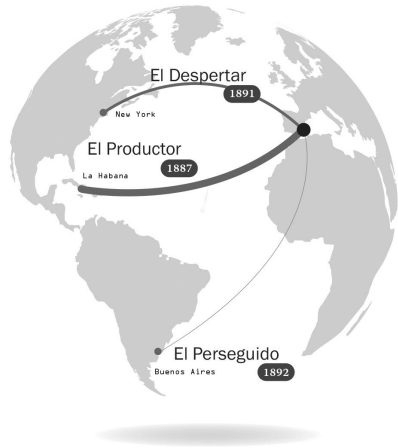 El Despertar
1891
New York
El Productor
1887
La Habana
El Perseguido
Buenos Aires
1892